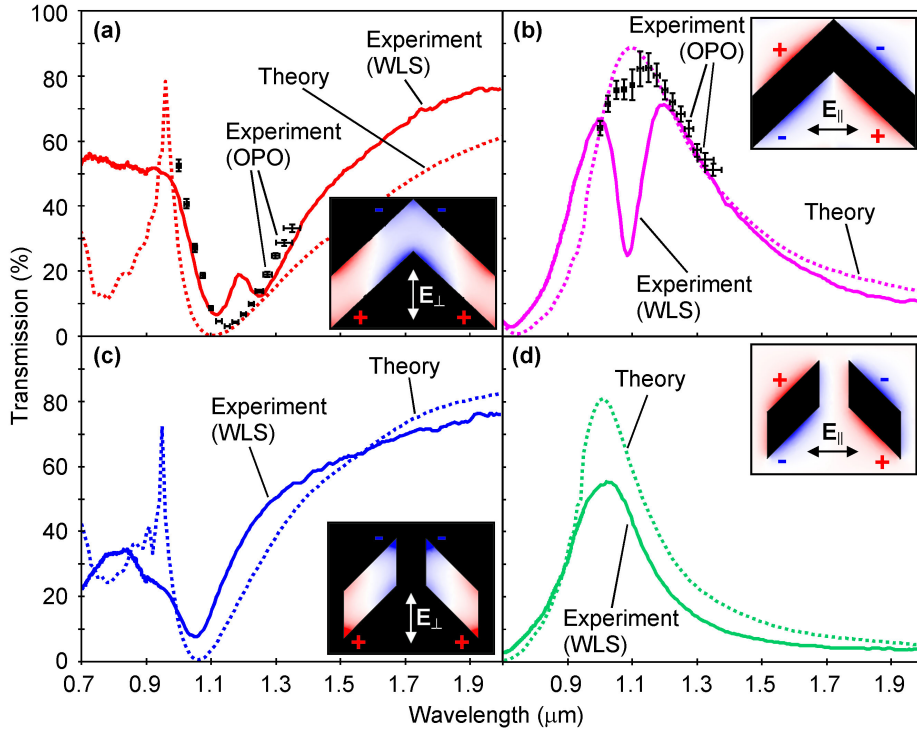 100
80
60
40
20
0
(a)
Experiment
(WLS)
Theory
Experiment
(OPO)
- -
E⊥
+ +
(b)
Experiment
(OPO)
+ -
E||
- +
Theory
Experiment
(WLS)
Transmission (%)
80
60
40
20
0
(c)
Theory
Experiment
(WLS)
- -
E⊥
+ +
0.7 0.9 1.1 1.3 1.5 1.7 1.9
(d)
Theory
+ -
E||
- +
Experiment
(WLS)
0.9 1.1 1.3 1.5 1.7 1.9
Wavelength (μm)